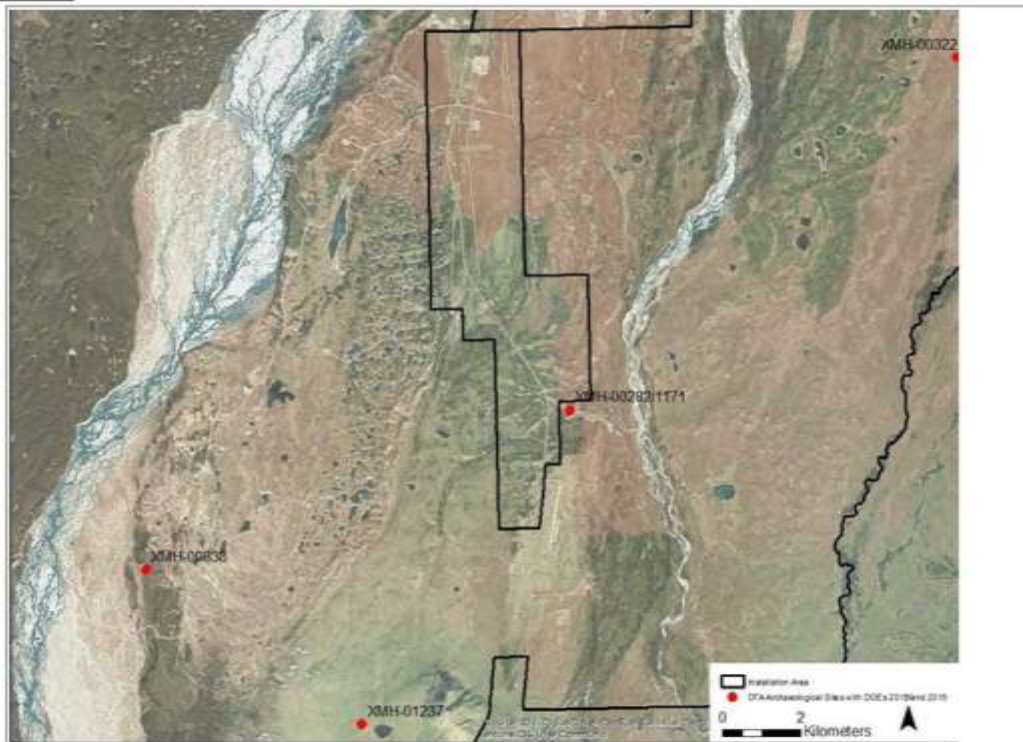 XMH-00322
XMH-00282/1171
XMH-00838
XMH-01237
Installation Area
DTA Archaeological Sites with DOEs 2015 and 2016
0 2
Kilometers